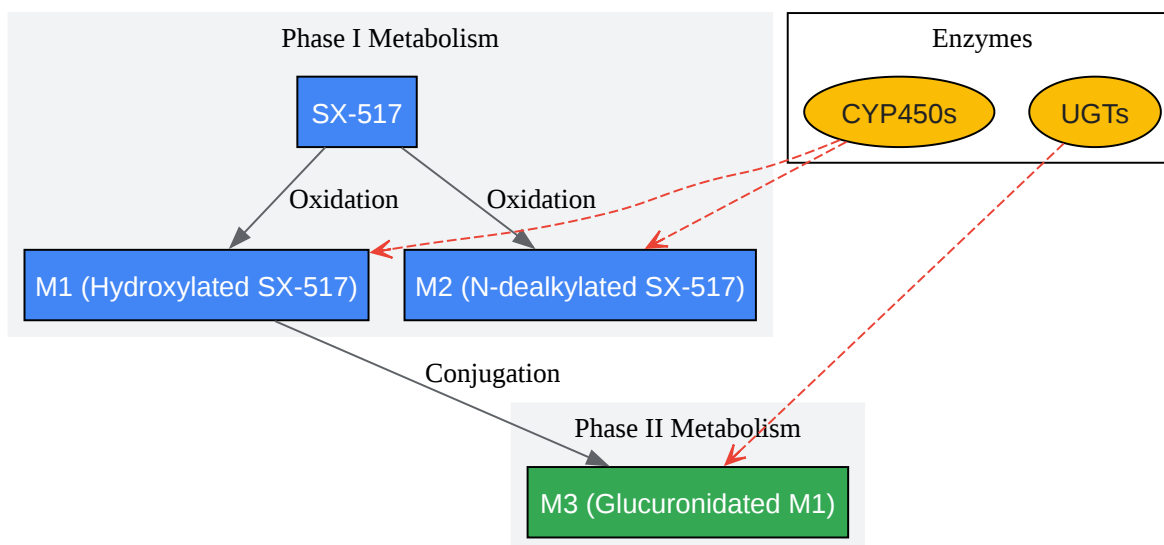 Phase I Metabolism
Enzymes
SX-517
CYP450s
UGTs
Oxidation
Oxidation
M1 (Hydroxylated SX-517)
M2 (N-dealkylated SX-517)
Conjugation
Phase II Metabolism
M3 (Glucuronidated M1)